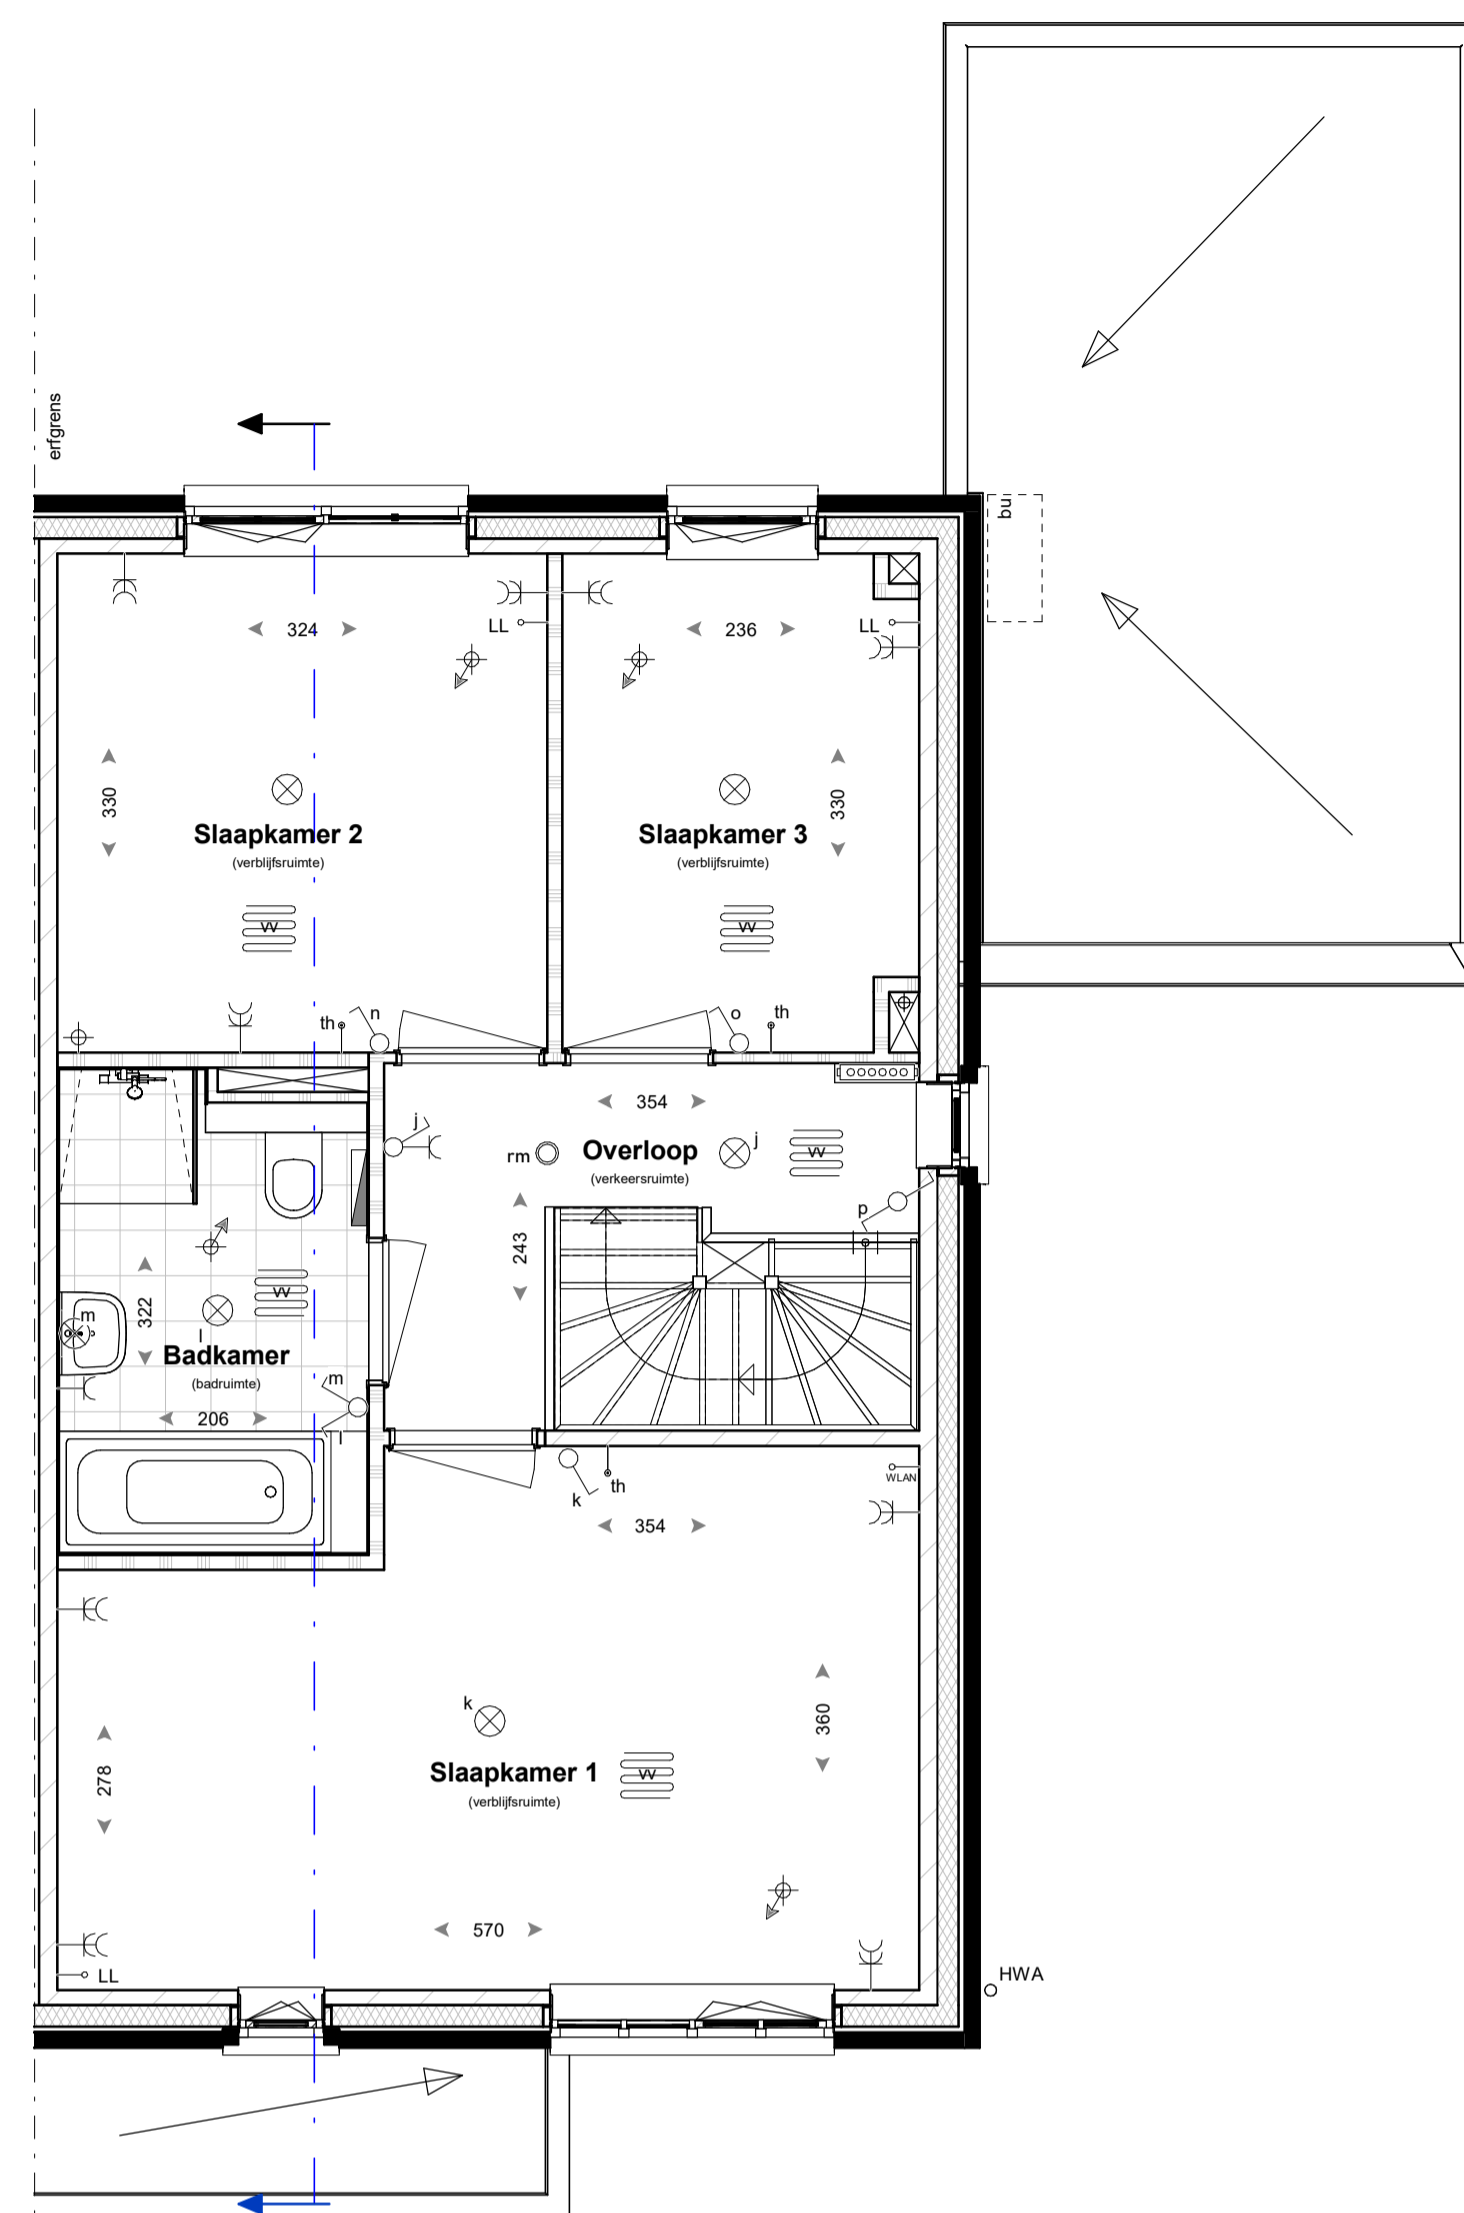 erfgrens
bu
LL
LL
324
236
330
330
Slaapkamer 2
(verblijfsruimte)
Slaapkamer 3
(verblijfsruimte)
VV
VV
th
n
o
th
354
j
rm
Overloop
(verkeersruimte)
j
VV
p
243
322
VV
m
l
Badkamer
(badruimte)
m
206
l
k
th
WLAN
354
k
360
278
Slaapkamer 1
(verblijfsruimte)
VV
570
LL
HWA